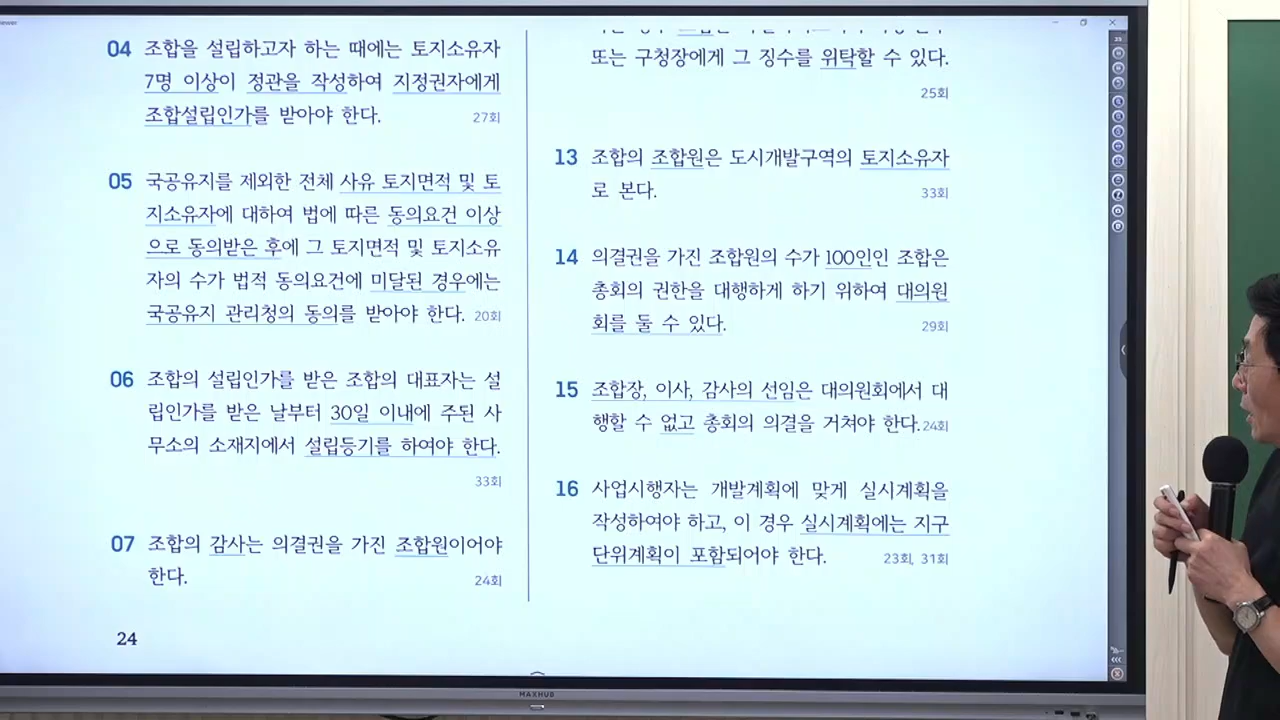 04 조합을 설립하고자 하는 때에는 토지소유자
7명 이상이 정관을 작성하여 지정권자에게
조합설립인가를 받아야 한다. 27회
05 국공유지를 제외한 전체 사유 토지면적 및 토
지소유자에 대하여 법에 따른 동의요건 이상
으로 동의받은 후에 그 토지면적 및 토지소유
자의 수가 법적 동의요건에 미달된 경우에는
국공유지 관리청의 동의를 받아야 한다. 20회
06 조합의 설립인가를 받은 조합의 대표자는 설
립인가를 받은 날부터 30일 이내에 주된 사
무소의 소재지에서 설립등기를 하여야 한다.
33회
07 조합의 감사는 의결권을 가진 조합원이어야
한다. 24회
24
또는 구청장에게 그 징수를 위탁할 수 있다.
25회
13 조합의 조합원은 도시개발구역의 토지소유자
로 본다. 33회
14 의결권을 가진 조합원의 수가 100인인 조합은
총회의 권한을 대행하게 하기 위하여 대의원
회를 둘 수 있다. 29회
15 조합장, 이사, 감사의 선임은 대의원회에서 대
행할 수 없고 총회의 의결을 거쳐야 한다. 24회
16 사업시행자는 개발계획에 맞게 실시계획을
작성하여야 하고, 이 경우 실시계획에는 지구
단위계획이 포함되어야 한다. 23회, 31회
MAXHUB